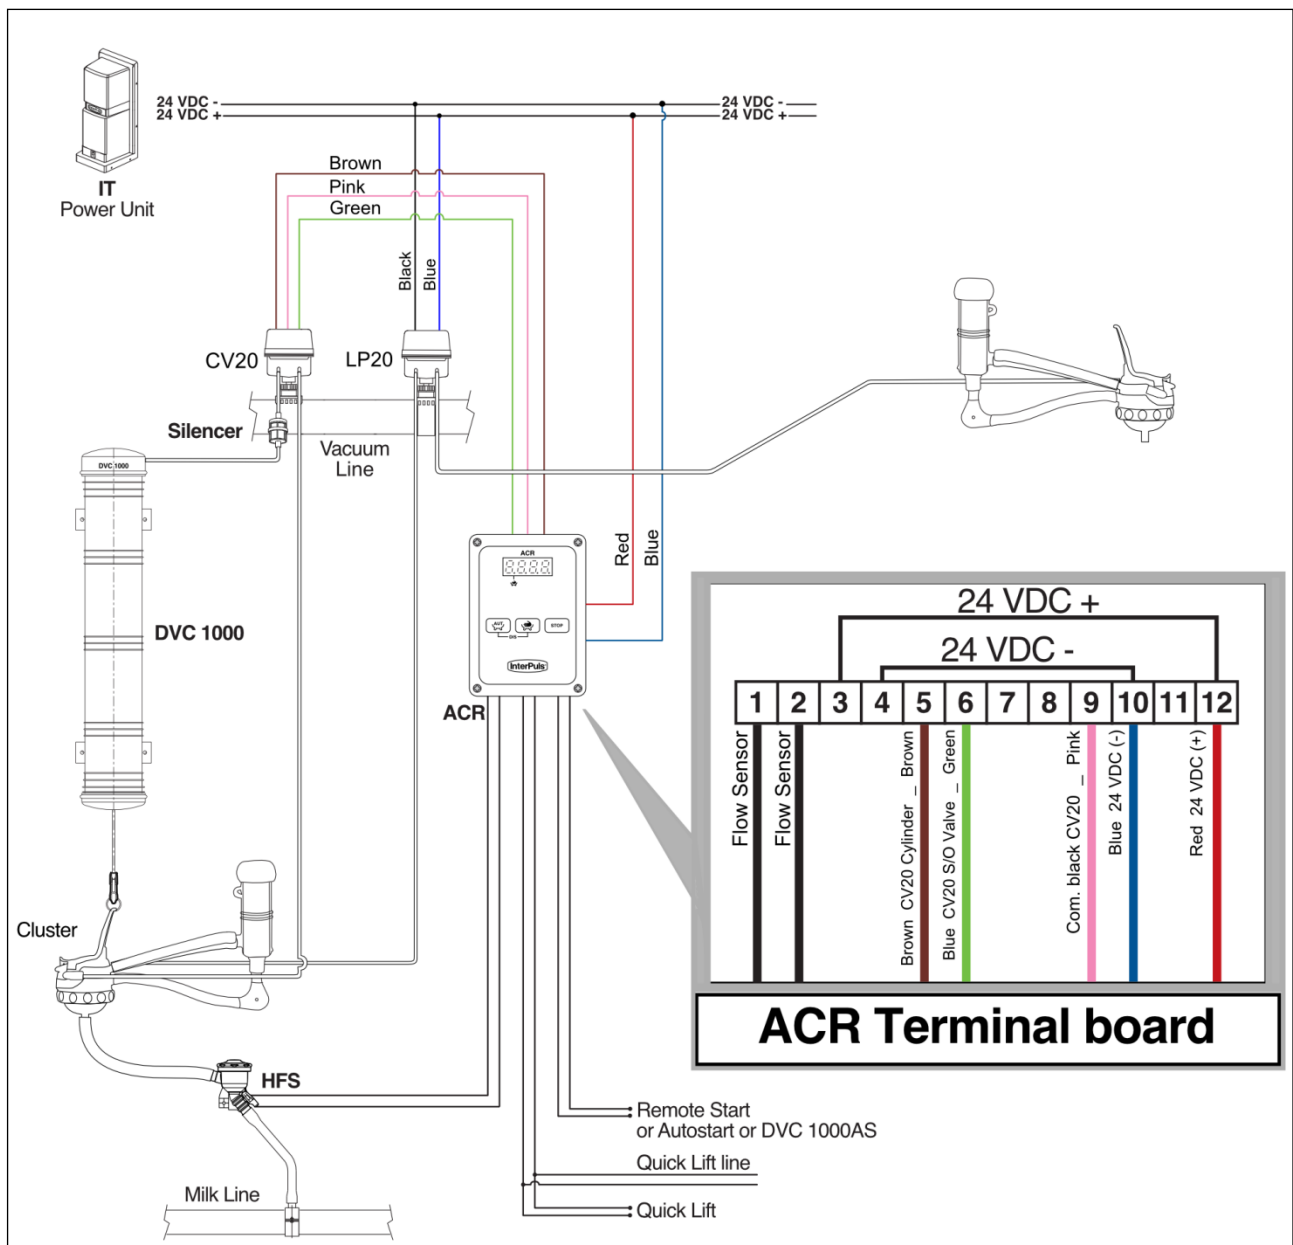 24 VDC -
24 VDC +
24 VDC -
24 VDC +
IT
Power Unit
Brown
Pink
Green
Black
Blue
CV20
LP20
Silencer
Vacuum
Line
DVC 1000
DVC 1000
Red
Blue
ACR
AUT
STOP
D/S
InterPuls
ACR
24 VDC +
24 VDC -
1 2 3 4 5 6 7 8 9 10 11 12
Flow Sensor
Flow Sensor
Brown CV20 Cylinder _ Brown
Blue CV20 S/O Valve _ Green
Com. black CV20 _ Pink
Blue 24 VDC (-)
Red 24 VDC (+)
ACR Terminal board
Cluster
HFS
Remote Start
or Autostart or DVC 1000AS
Quick Lift line
Quick Lift
Milk Line